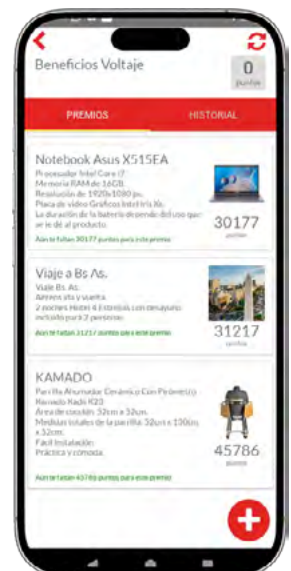 Beneficios Voltaje
0
puntos
PREMIOS
HISTORIAL
Notebook Asus X515EA
Procesador Intel Core i7.
Memoria RAM de 16GB.
Resolución de 1920x1080 px.
Placa de video Gráficos Intel Iris Xe.
La duración de la batería depende del uso que
se le dé al producto.
Aún te faltan 30177 puntos para este premio
30177
puntos
Viaje a Bs As.
Viaje Bs. As.
Aéreos ida y vuelta.
2 noches Hotel 4 Estrellas con desayuno
incluido para 2 personas.
Aún te faltan 31217 puntos para este premio
31217
puntos
KAMADO
Parrilla Ahumador Cerámico Con Pirómetro
Kamado
Área de cocción: 32cm x 32cm.
Medidas totales de la parrilla: 52cm x 130cm
x 52cm.
Fácil Instalación
Práctica y cómoda.
Aún te faltan 45786 puntos para este premio
45786
puntos